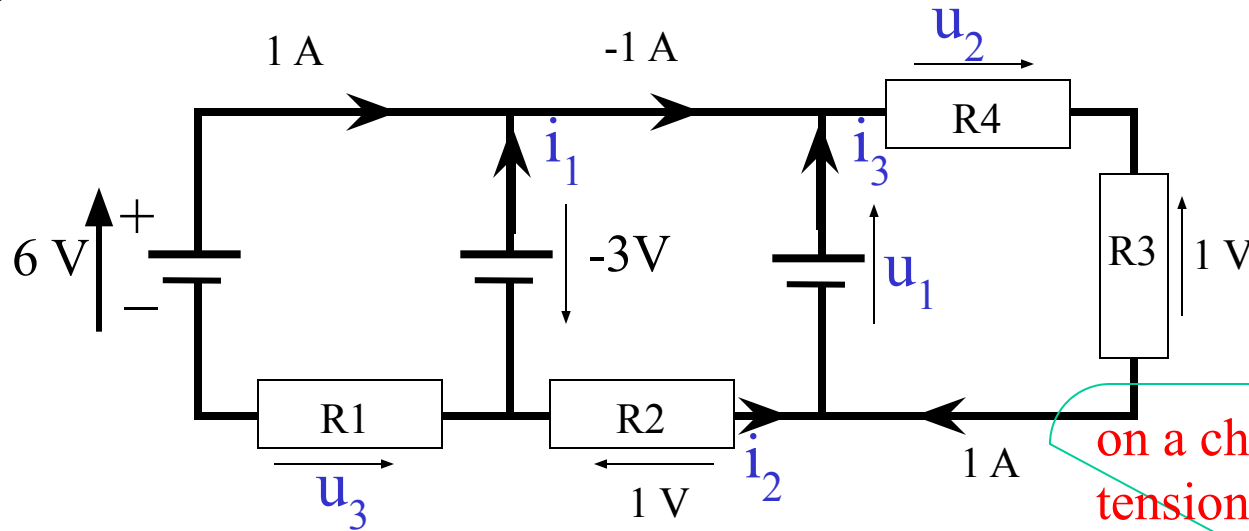 1 A
-1 A
u2
R4
i1
i3
+
6 V
–
-3V
u1
R3
1 V
R1
R2
u3
1 V
i2
1 A
on a ch
tension